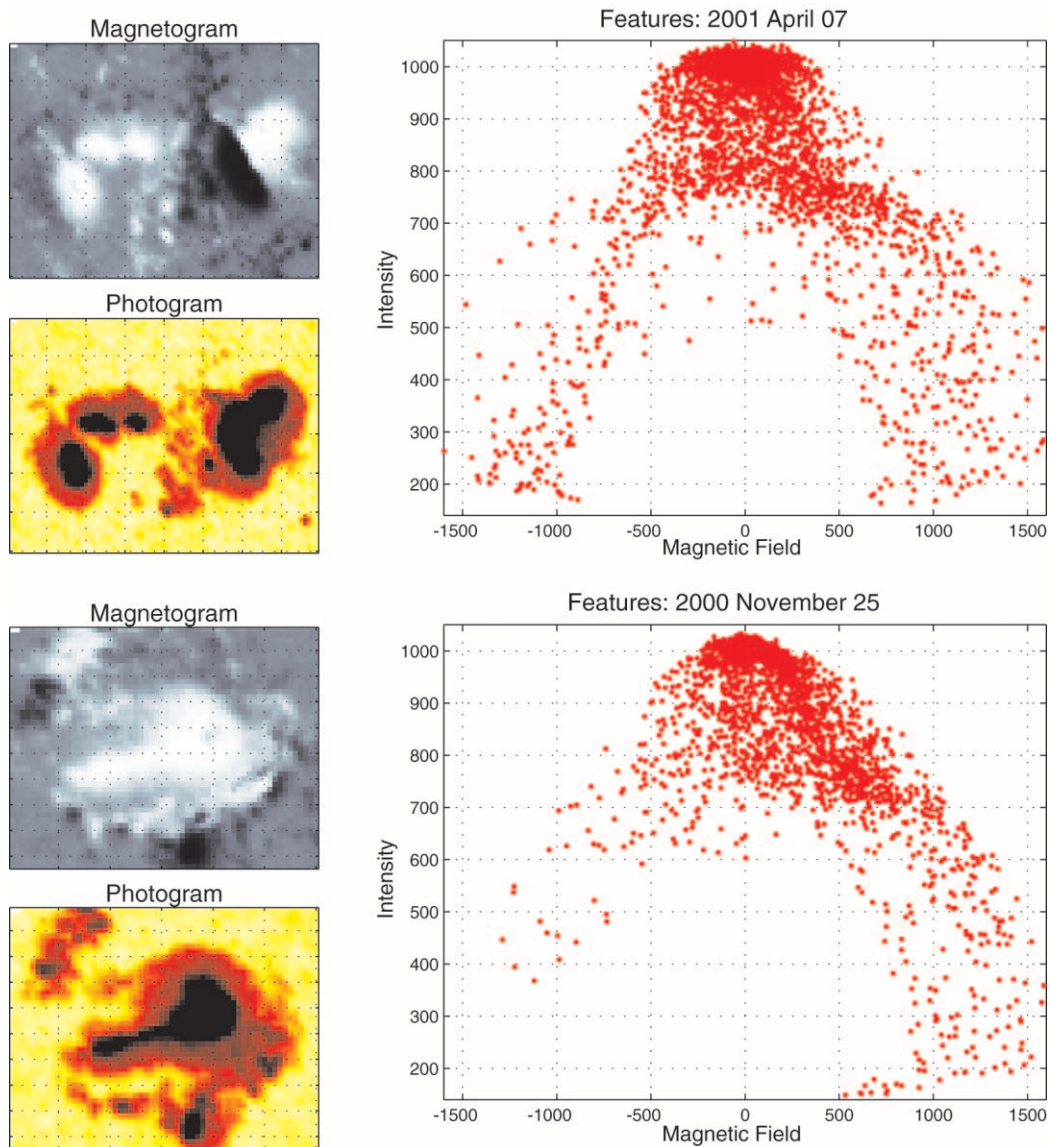 Magnetogram
Features: 2001 April 07
1000
900
800
700
600
500
400
300
200
Intensity
-1500 -1000 -500 0 500 1000 1500
Magnetic Field
Photogram
Magnetogram
Features: 2000 November 25
1000
900
800
700
600
500
400
300
200
Intensity
-1500 -1000 -500 0 500 1000 1500
Magnetic Field
Photogram